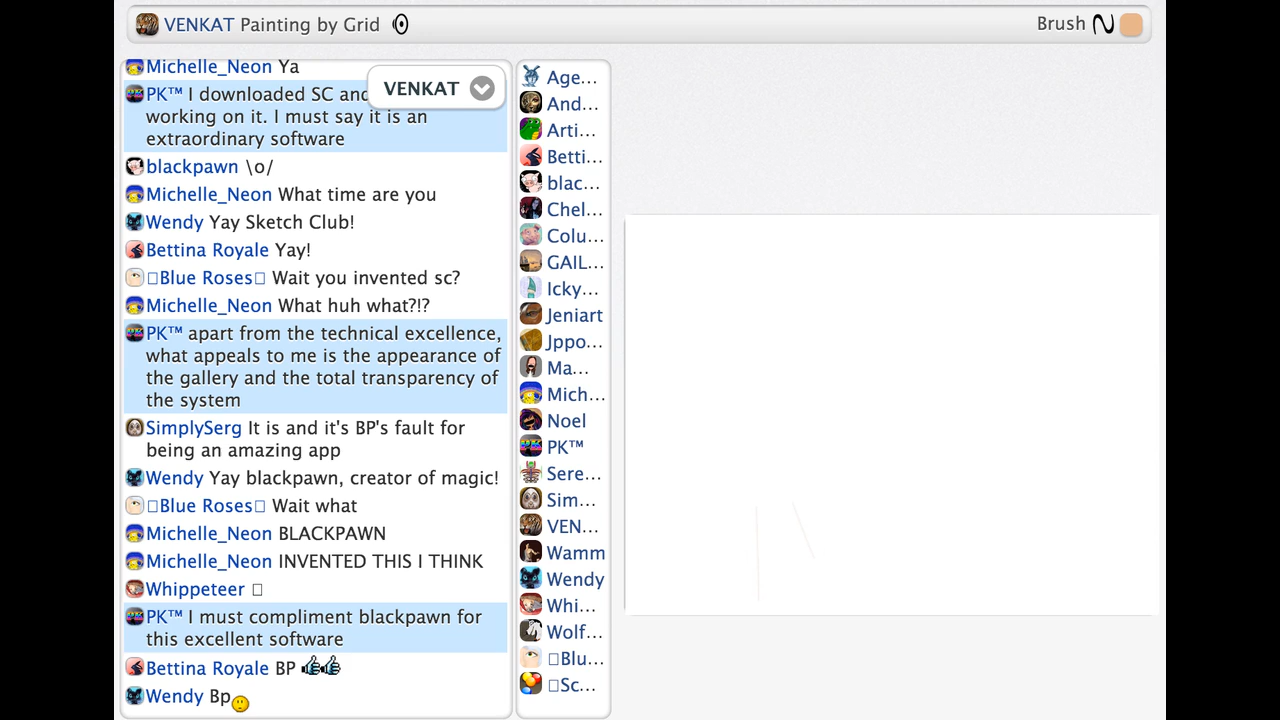 VENKAT Painting by Grid
Brush
Michelle_Neon Ya
VENKAT
PK™ I downloaded SC and
working on it. I must say it is an
extraordinary software
blackpawn \o/
Michelle_Neon What time are you
Wendy Yay Sketch Club!
Bettina Royale Yay!
Blue Roses Wait you invented sc?
Michelle_Neon What huh what?!?
PK™ apart from the technical excellence,
what appeals to me is the appearance of
the gallery and the total transparency of
the system
SimplySerg It is and it's BP's fault for
being an amazing app
Wendy Yay blackpawn, creator of magic!
Blue Roses Wait what
Michelle_Neon BLACKPAWN
Michelle_Neon INVENTED THIS I THINK
Whippeteer
PK™ I must compliment blackpawn for
this excellent software
Bettina Royale BP 👍👍
Wendy Bp
Age...
And...
Arti...
Betti...
blac...
Chel...
Colu...
GAIL...
Icky...
Jeniart
Jppo...
Ma...
Mich...
Noel
PK™
Sere...
Sim...
VEN...
Wamm
Wendy
Whi...
Wolf...
Blu...
Sc...